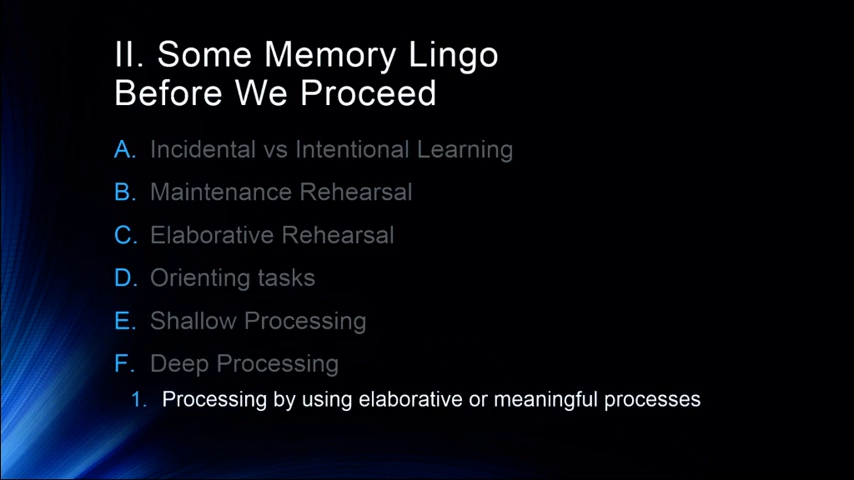 II. Some Memory Lingo
Before We Proceed
A. Incidental vs Intentional Learning
B. Maintenance Rehearsal
C. Elaborative Rehearsal
D. Orienting tasks
E. Shallow Processing
F. Deep Processing
1. Processing by using elaborative or meaningful processes